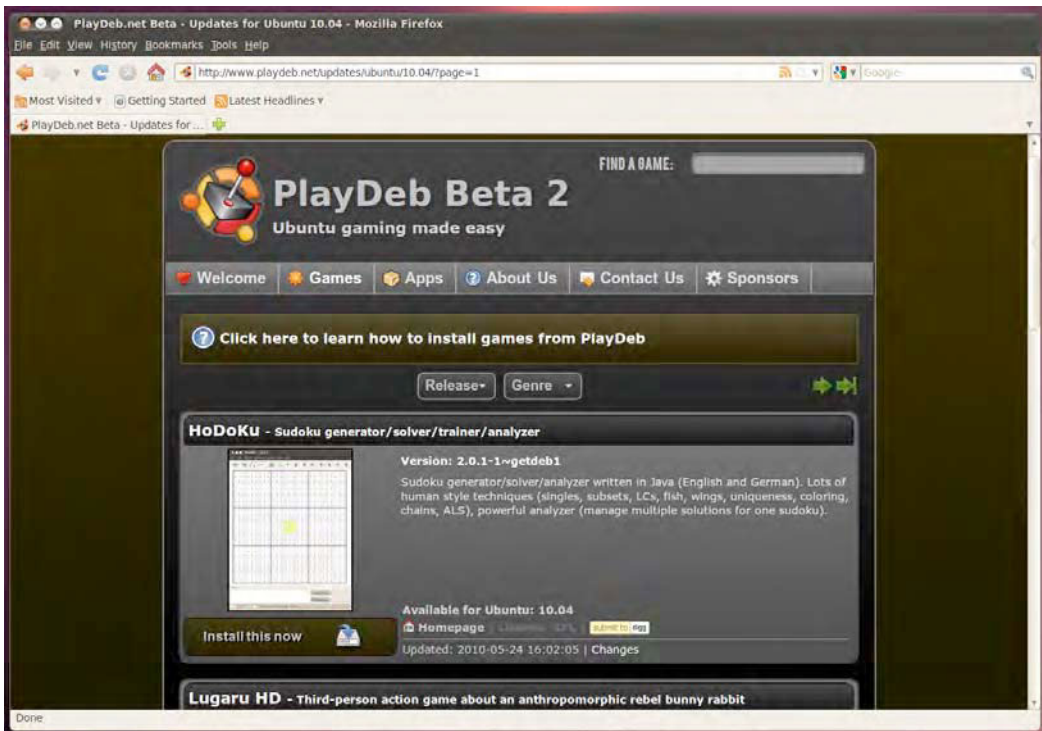 PlayDeb.net Beta - Updates for Ubuntu 10.04 - Mozilla Firefox
File Edit View History Bookmarks Tools Help
http://www.playdeb.net/updates/ubuntu/10.04/?page=1
Google
Most Visited Getting Started Latest Headlines
PlayDeb.net Beta - Updates for ...
FIND A GAME:
PlayDeb Beta 2
Ubuntu gaming made easy
Welcome Games Apps About Us Contact Us Sponsors
Click here to learn how to install games from PlayDeb
Release Genre
HoDoKu - Sudoku generator/solver/trainer/analyzer
Version: 2.0.1-1~getdeb1
Sudoku generator/solver/analyzer written in Java (English and German). Lots of
human style techniques (singles, subsets, LCs, fish, wings, uniqueness, coloring,
chains, ALS), powerful analyzer (manage multiple solutions for one sudoku).
Available for Ubuntu: 10.04
Homepage | |
Install this now
Updated: 2010-05-24 16:02:05 | Changes
Lugaru HD - Third-person action game about an anthropomorphic rebel bunny rabbit
Done